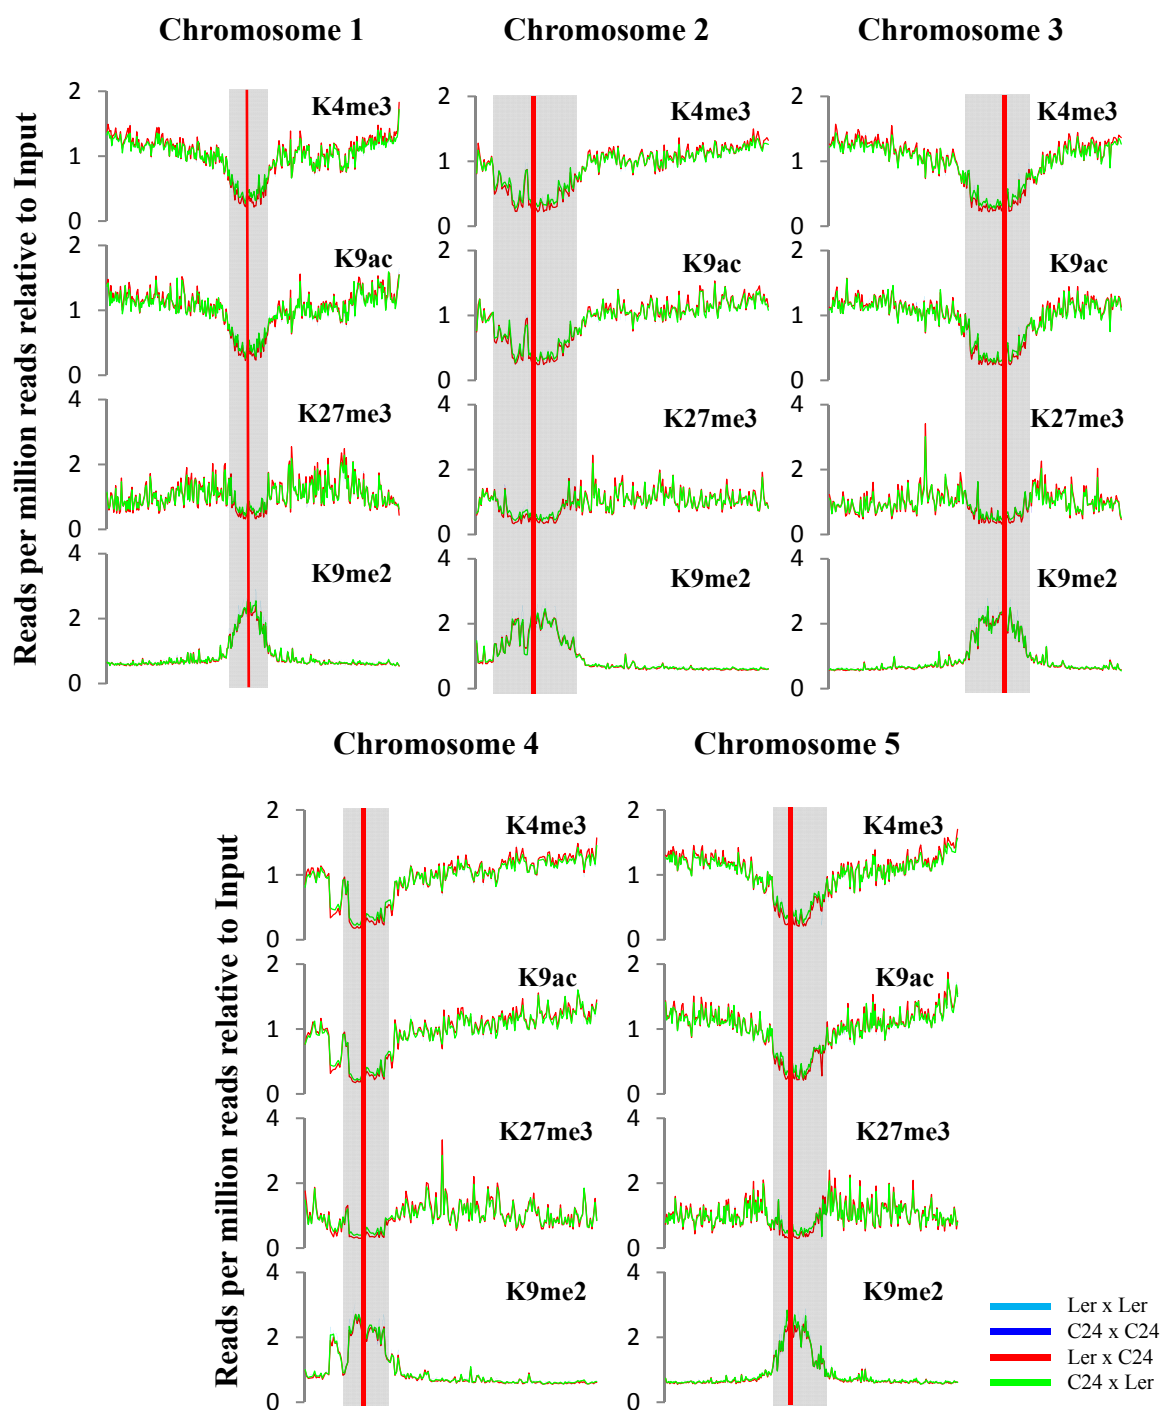 Chromosome 1
Chromosome 2
Chromosome 3
Reads per million reads relative to Input
2
1
0
K4me3
2
1
0
K4me3
2
1
0
K4me3
2
1
0
K9ac
2
1
0
K9ac
2
1
0
K9ac
4
2
0
K27me3
4
2
0
K27me3
4
2
0
K27me3
4
2
0
K9me2
4
2
0
K9me2
4
2
0
K9me2
Chromosome 4
Chromosome 5
Reads per million reads relative to Input
2
1
0
K4me3
2
1
0
K4me3
2
1
0
K9ac
2
1
0
K9ac
4
2
0
K27me3
4
2
0
K27me3
4
2
0
K9me2
4
2
0
K9me2
Ler x Ler
C24 x C24
Ler x C24
C24 x Ler